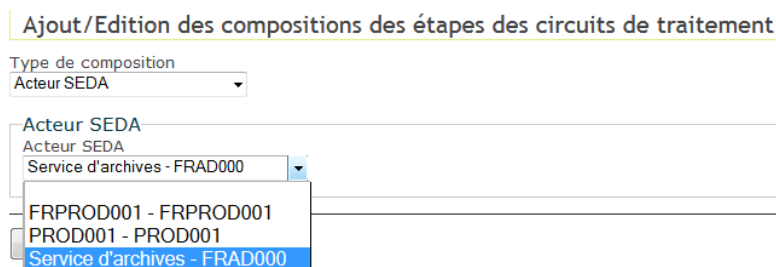 Ajout/Edition des compositions des étapes des circuits de traitement
Type de composition
Acteur SEDA
Acteur SEDA
Acteur SEDA
Service d'archives - FRAD000
FRPROD001 - FRPROD001
PROD001 - PROD001
Service d'archives - FRAD000